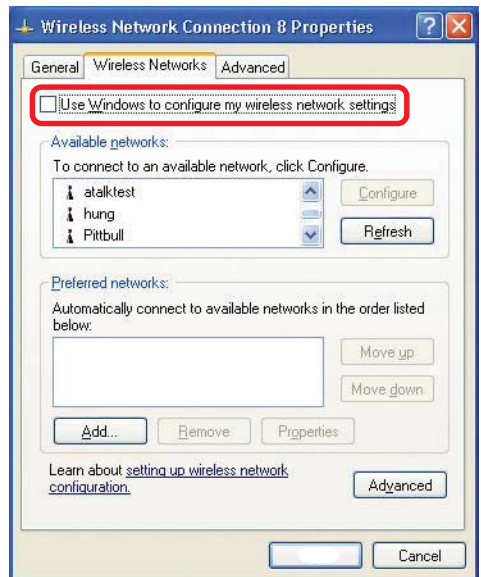 Wireless Network Connection 8 Properties
General Wireless Networks Advanced
Use Windows to configure my wireless network settings
Available networks:
To connect to an available network, click Configure.
atalktest
hung
Pittbull
Configure
Refresh
Preferred networks:
Automatically connect to available networks in the order listed
below:
Move up
Move down
Add... Remove Properties
Learn about setting up wireless network
configuration.
Advanced
Cancel